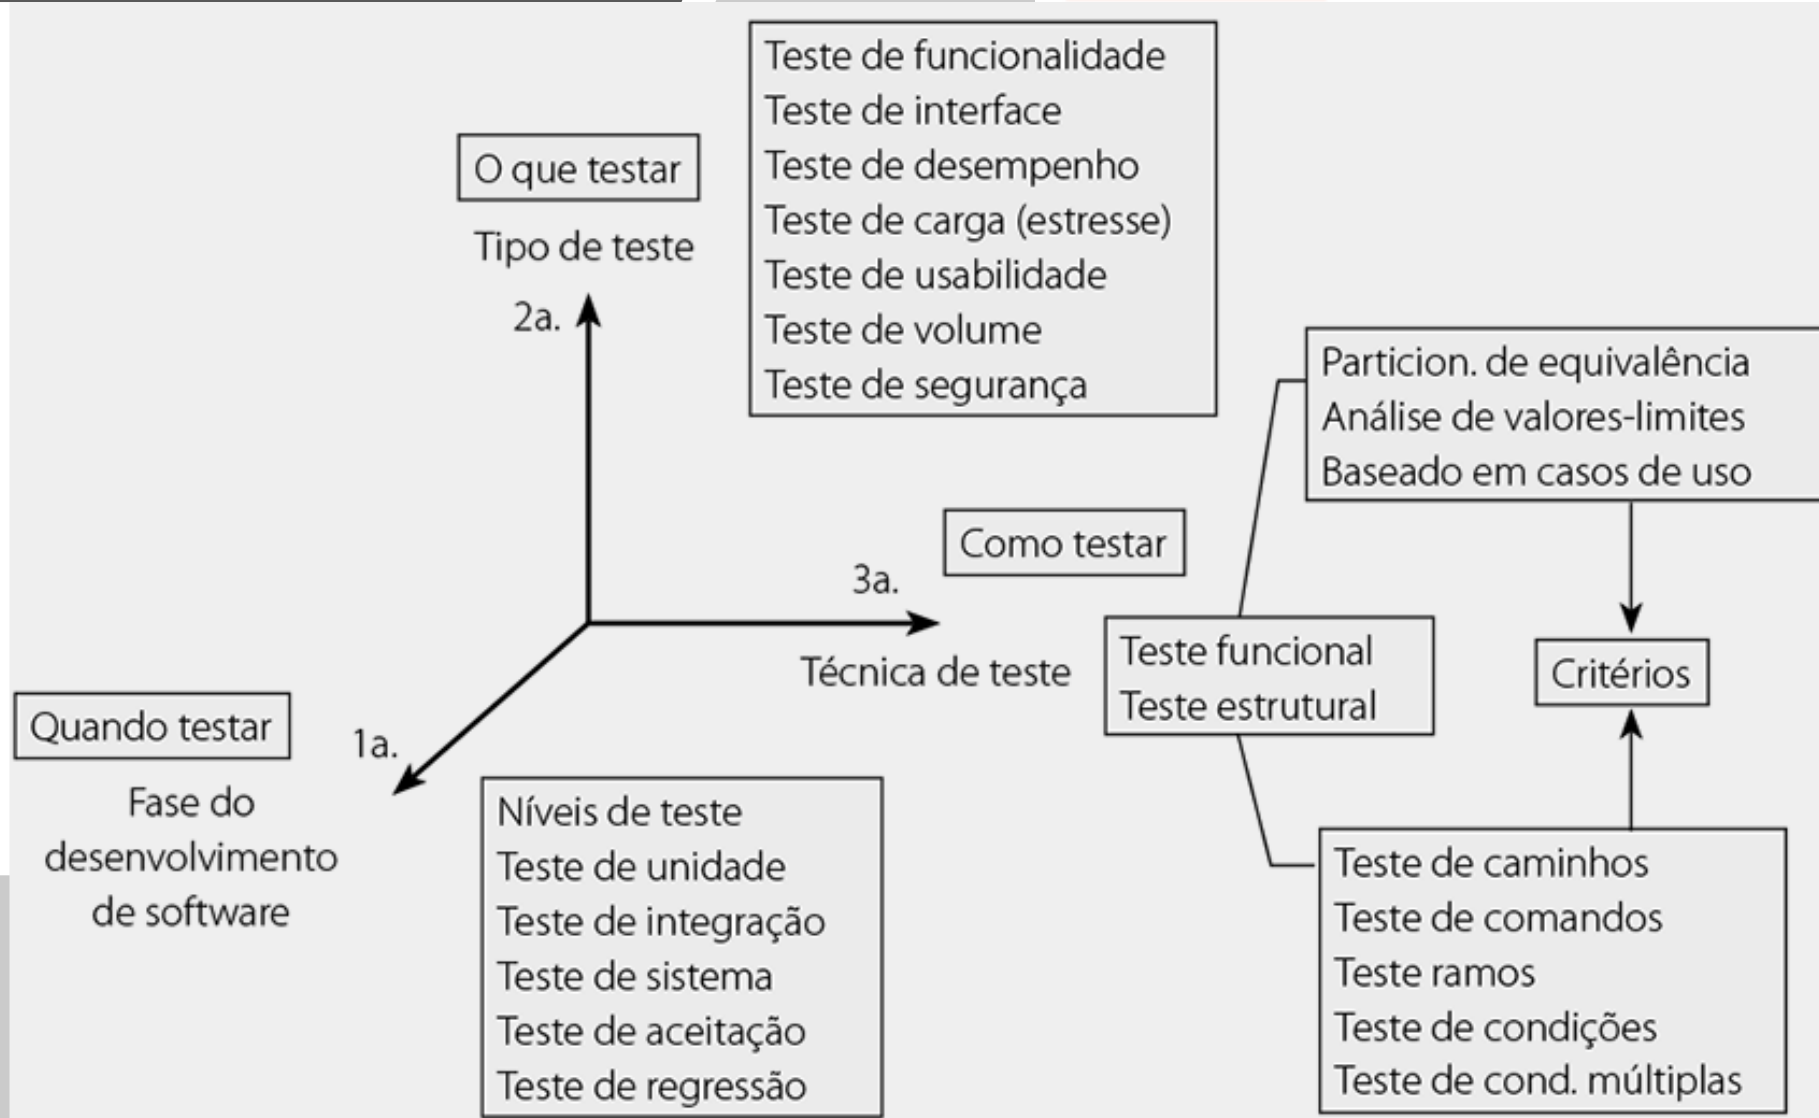 Teste de funcionalidade
Teste de interface
Teste de desempenho
Teste de carga (estresse)
Teste de usabilidade
Teste de volume
Teste de segurança
O que testar
Tipo de teste
2a.
Particion. de equivalência
Análise de valores-limites
Baseado em casos de uso
Como testar
3a.
Técnica de teste
Teste funcional
Teste estrutural
Critérios
Quando testar
1a.
Fase do
desenvolvimento
de software
Níveis de teste
Teste de unidade
Teste de integração
Teste de sistema
Teste de aceitação
Teste de regressão
Teste de caminhos
Teste de comandos
Teste ramos
Teste de condições
Teste de cond. múltiplas